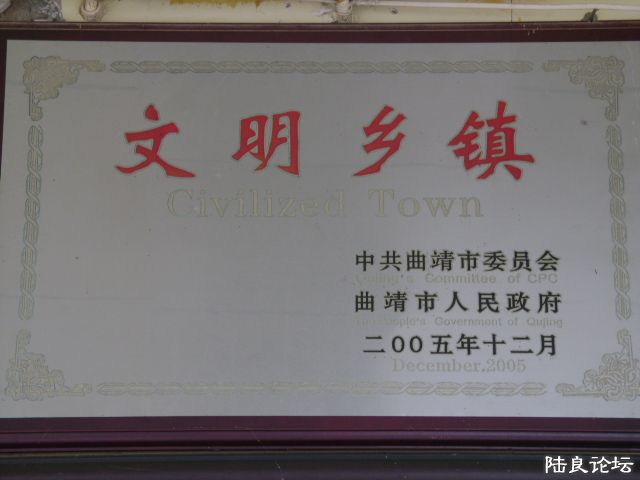 文明乡镇
Civilized Town
中共曲靖市委员会
Committee of CPC
曲靖市人民政府
The People's Government of Qujing
二00五年十二月
December.2005
陆良论坛